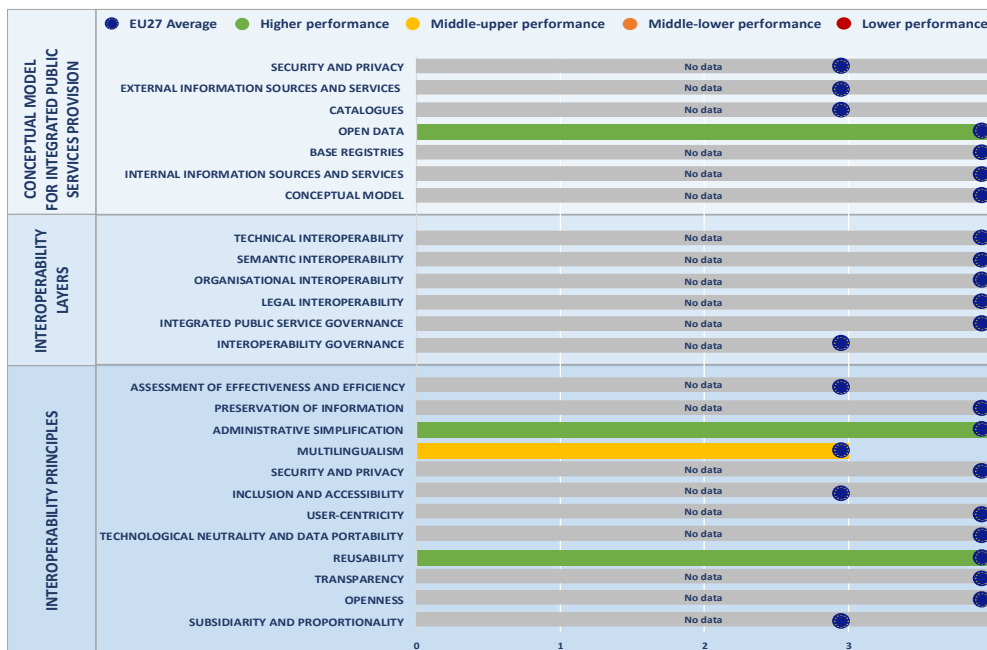 EU27 Average Higher performance Middle-upper performance Middle-lower performance Lower performance
CONCEPTUAL MODEL
FOR INTEGRATED PUBLIC
SERVICES PROVISION
SECURITY AND PRIVACY No data
EXTERNAL INFORMATION SOURCES AND SERVICES No data
CATALOGUES No data
OPEN DATA
BASE REGISTRIES No data
INTERNAL INFORMATION SOURCES AND SERVICES No data
CONCEPTUAL MODEL No data
INTEROPERABILITY
LAYERS
TECHNICAL INTEROPERABILITY No data
SEMANTIC INTEROPERABILITY No data
ORGANISATIONAL INTEROPERABILITY No data
LEGAL INTEROPERABILITY No data
INTEGRATED PUBLIC SERVICE GOVERNANCE No data
INTEROPERABILITY GOVERNANCE No data
INTEROPERABILITY PRINCIPLES
ASSESSMENT OF EFFECTIVENESS AND EFFICIENCY No data
PRESERVATION OF INFORMATION No data
ADMINISTRATIVE SIMPLIFICATION
MULTILINGUALISM
SECURITY AND PRIVACY No data
INCLUSION AND ACCESSIBILITY No data
USER-CENTRICITY No data
TECHNOLOGICAL NEUTRALITY AND DATA PORTABILITY No data
REUSABILITY
TRANSPARENCY No data
OPENNESS No data
SUBSIDIARITY AND PROPORTIONALITY No data
0 1 2 3